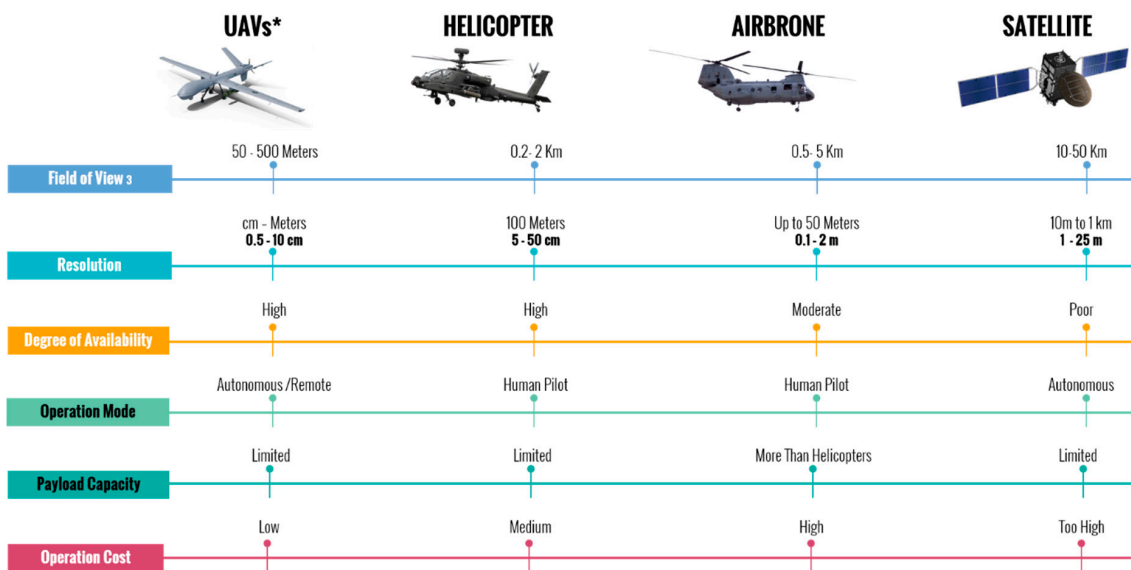 UAVs* HELICOPTER AIRBRONE SATELLITE
50 - 500 Meters 0.2- 2 Km 0.5- 5 Km 10-50 Km
Field of View 3
cm - Meters 100 Meters Up to 50 Meters 10m to 1 km
0.5 - 10 cm 5 - 50 cm 0.1 - 2 m 1 - 25 m
Resolution
High High Moderate Poor
Degree of Availability
Autonomous /Remote Human Pilot Human Pilot Autonomous
Operation Mode
Limited Limited More Than Helicopters Limited
Payload Capacity
Low Medium High Too High
Operation Cost